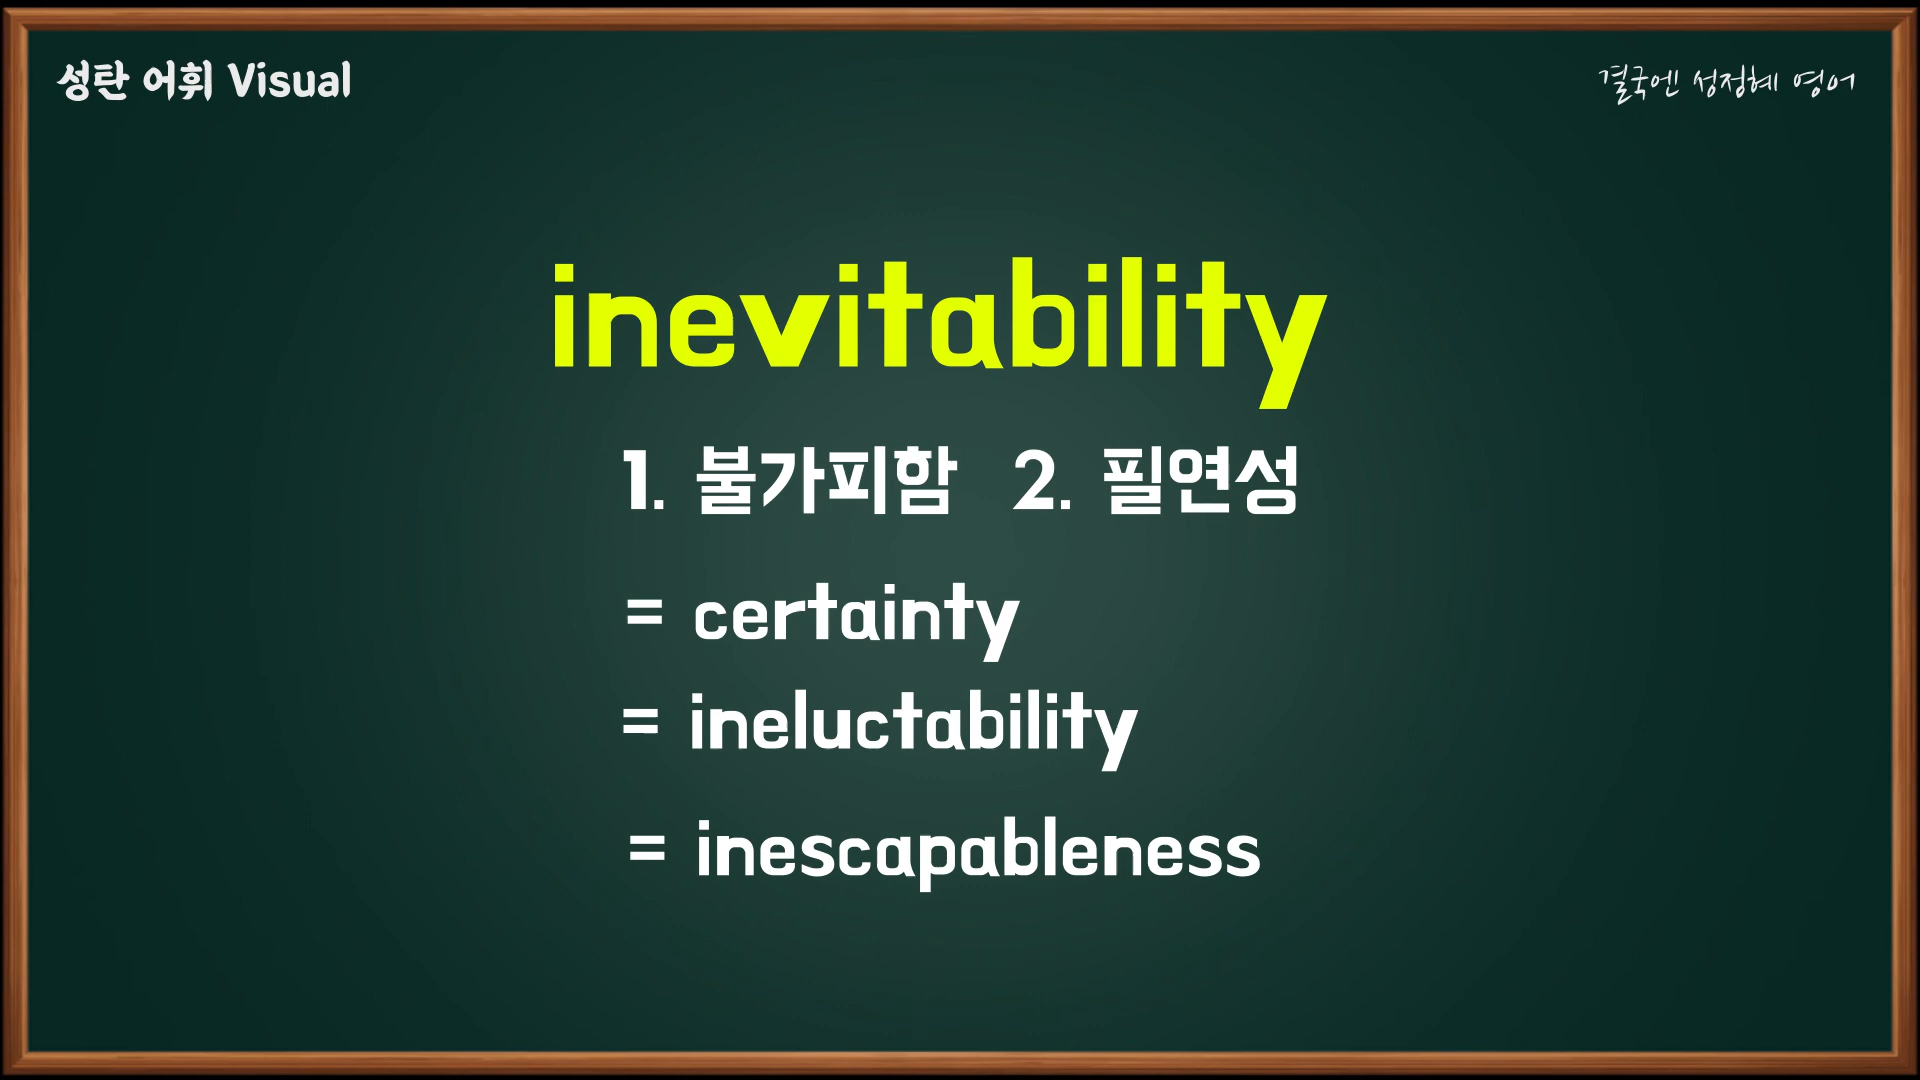 성탄 어휘 Visual
결국엔 성정혜 영어
inevitability
1. 불가피함 2. 필연성
= certainty
= ineluctability
= inescapableness